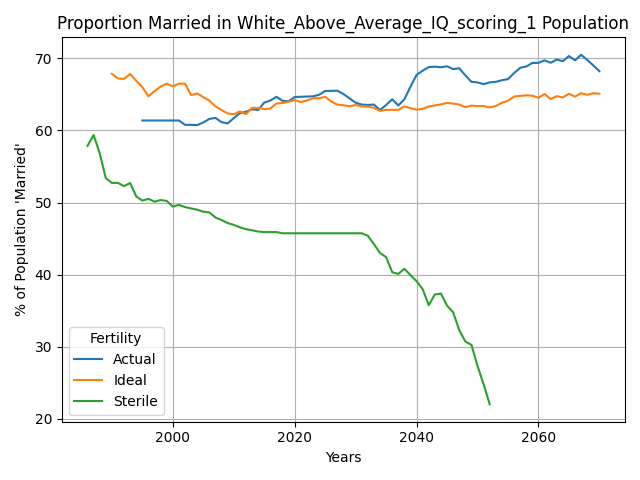 Proportion Married in White_Above_Average_IQ_scoring_1 Population
% of Population 'Married'
70
60
50
40
30
20
Fertility
Actual
Ideal
Sterile
2000
2020
2040
2060
Years